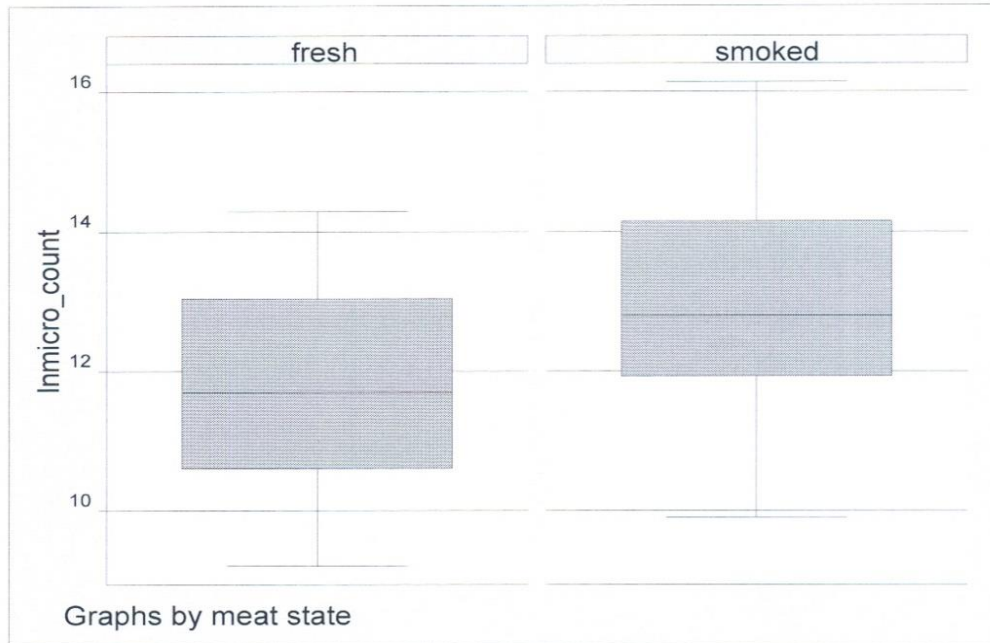 fresh
smoked
16
14
12
10
lnmicro_count
Graphs by meat state